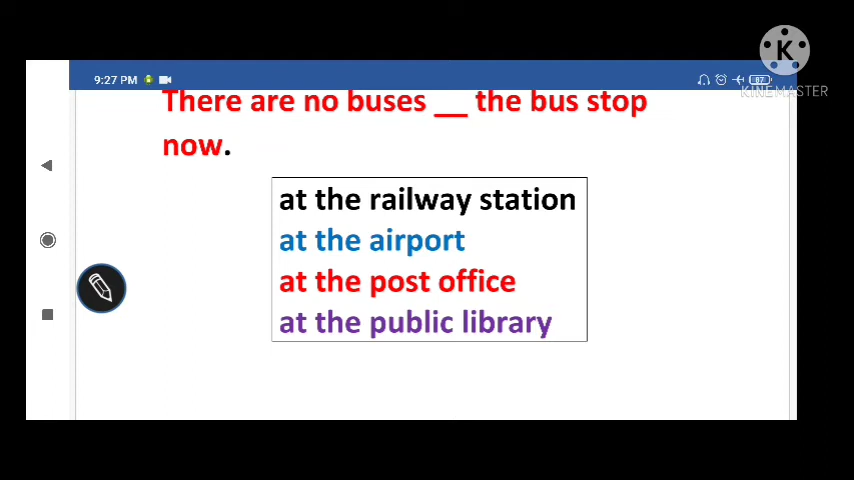 K
KINEMASTER
9:27 PM
87
There are no buses __ the bus stop
now.
at the railway station
at the airport
at the post office
at the public library